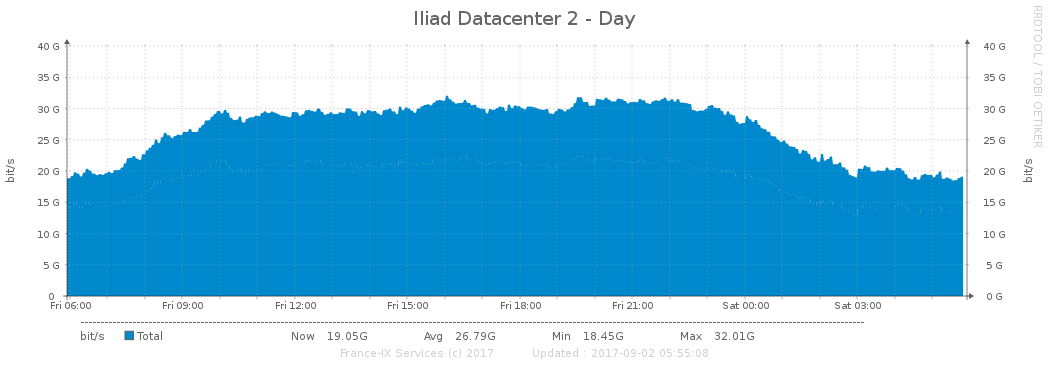 Iliad Datacenter 2 - Day
RRDTOOL / TOBI OETIKER
40 G 40 G
35 G 35 G
30 G 30 G
25 G 25 G
20 G 20 G
15 G 15 G
10 G 10 G
5 G 5 G
0 0 G
bit/s bit/s
Fri 06:00 Fri 09:00 Fri 12:00 Fri 15:00 Fri 18:00 Fri 21:00 Sat 00:00 Sat 03:00
bit/s Total Now 19.05G Avg 26.79G Min 18.45G Max 32.01G
France-IX Services (c) 2017 Updated : 2017-09-02 05:55:08